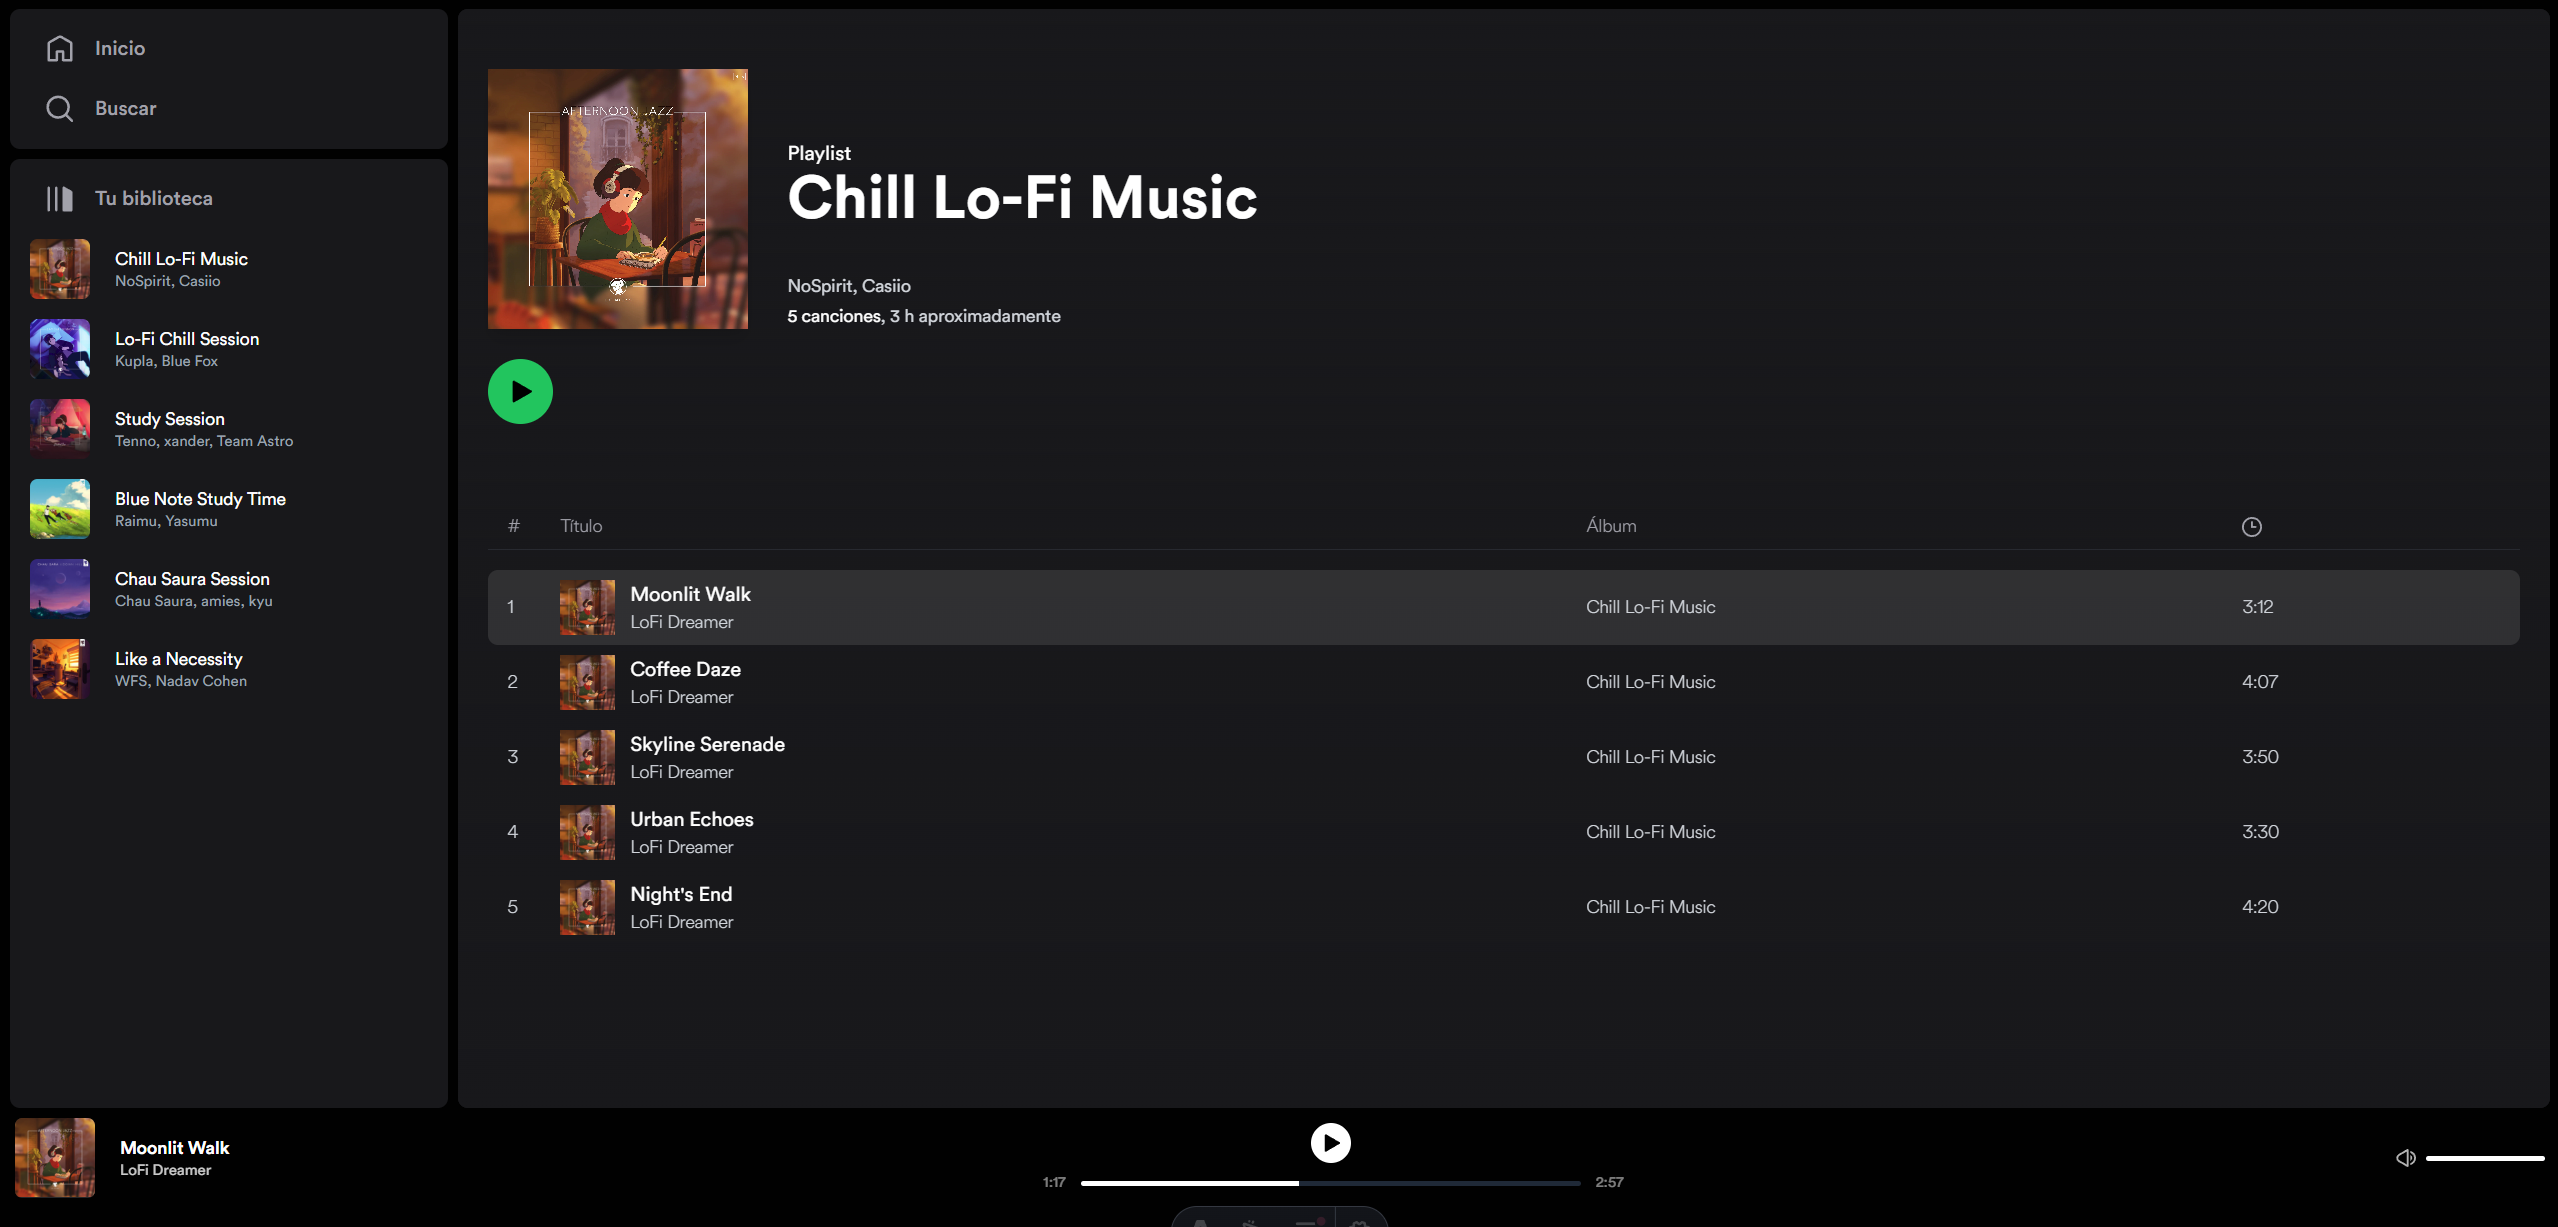 Inicio
Buscar
Tu biblioteca
Chill Lo-Fi Music
NoSpirit, Casiio
Lo-Fi Chill Session
Kupla, Blue Fox
Study Session
Tenno, xander, Team Astro
Blue Note Study Time
Raimu, Yasumu
Chau Saura Session
Chau Saura, amies, kyu
Like a Necessity
WFS, Nadav Cohen
AFTERNOON JAZZ
Playlist
Chill Lo-Fi Music
NoSpirit, Casiio
5 canciones, 3 h aproximadamente
# Título Álbum
1 Moonlit Walk Chill Lo-Fi Music 3:12
LoFi Dreamer
2 Coffee Daze Chill Lo-Fi Music 4:07
LoFi Dreamer
3 Skyline Serenade Chill Lo-Fi Music 3:50
LoFi Dreamer
4 Urban Echoes Chill Lo-Fi Music 3:30
LoFi Dreamer
5 Night's End Chill Lo-Fi Music 4:20
LoFi Dreamer
Moonlit Walk
LoFi Dreamer
1:17 2:57